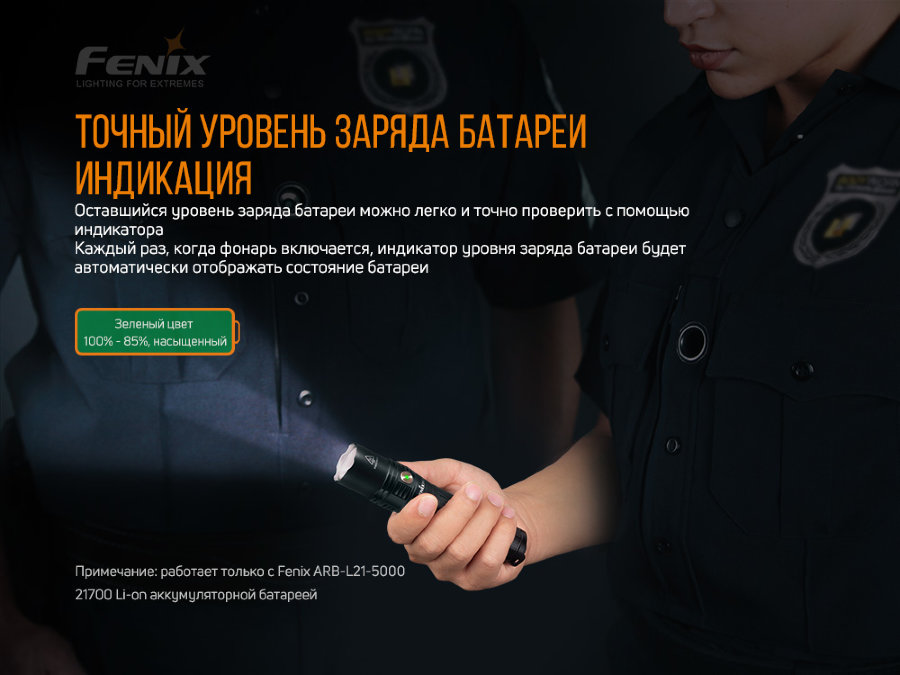 FENIX
LIGHTING FOR EXTREMES
ТОЧНЫЙ УРОВЕНЬ ЗАРЯДА БАТАРЕИ
ИНДИКАЦИЯ
Оставшийся уровень заряда батареи можно легко и точно проверить с помощью
индикатора
Каждый раз, когда фонарь включается, индикатор уровня заряда батареи будет
автоматически отображать состояние батареи
Зеленый цвет
100% - 85%, насыщенный
Примечание: работает только с Fenix ARB-L21-5000
21700 Li-on аккумуляторной батареей